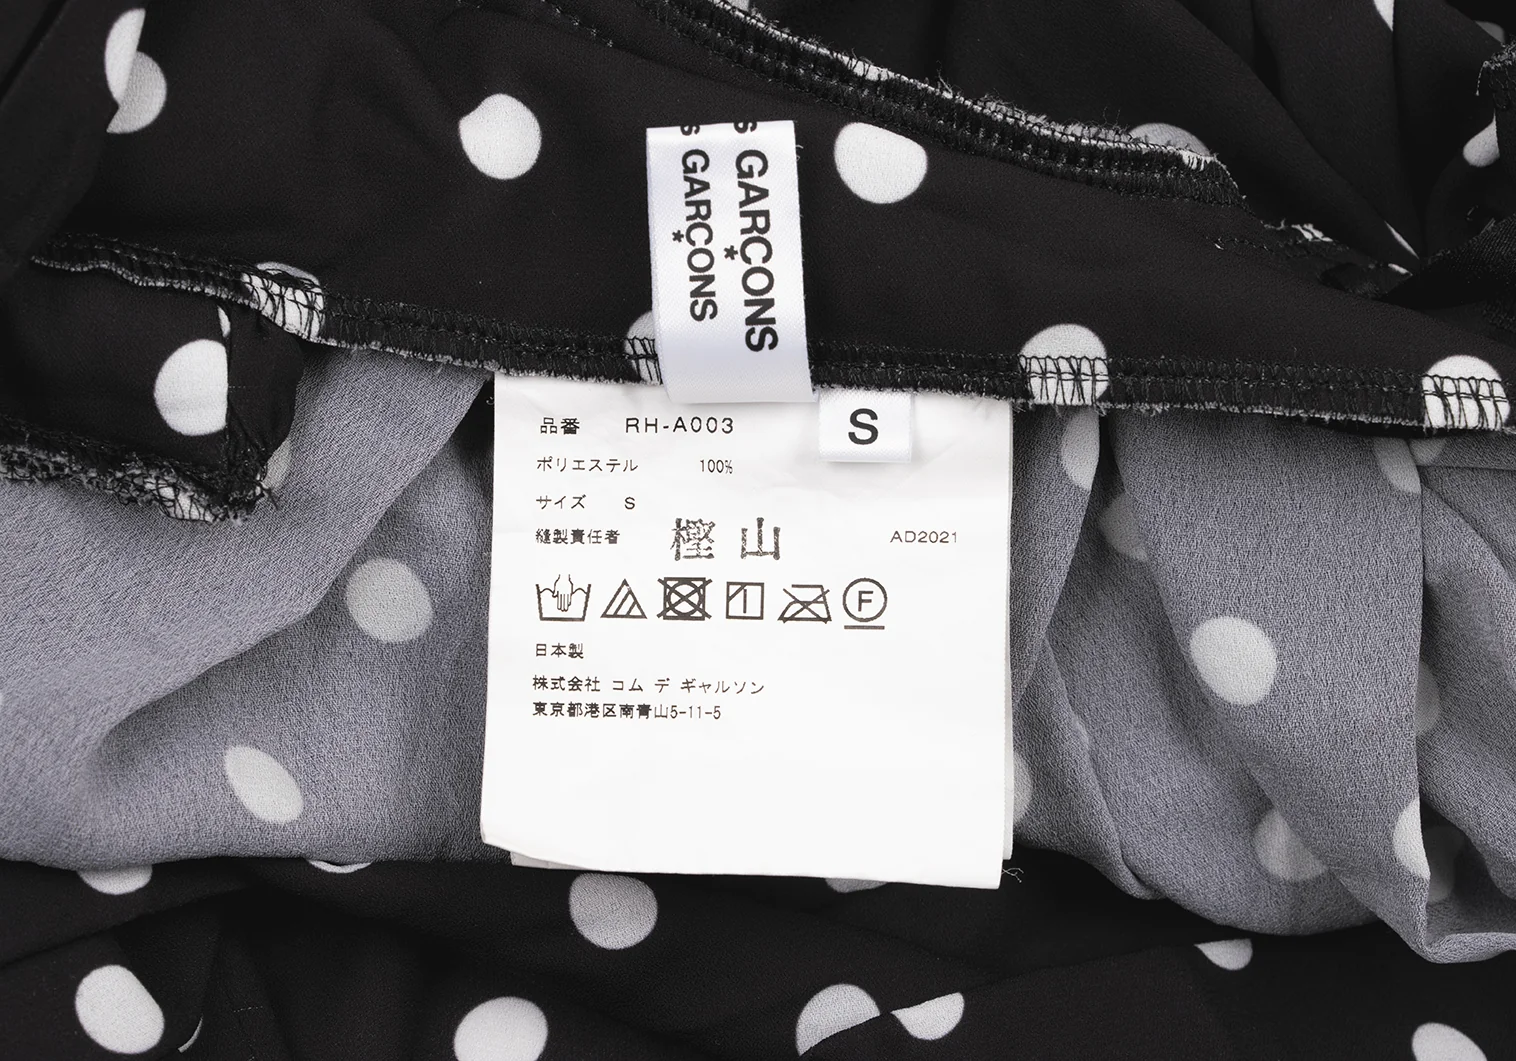 S GARÇONS
S GARÇONS
*
*
S
品番 RH-A003
ポリエステル 100%
サイズ S
縫製責任者 樫山 AD2021
F
日本製
株式会社 コム デ ギャルソン
東京都港区南青山5-11-5